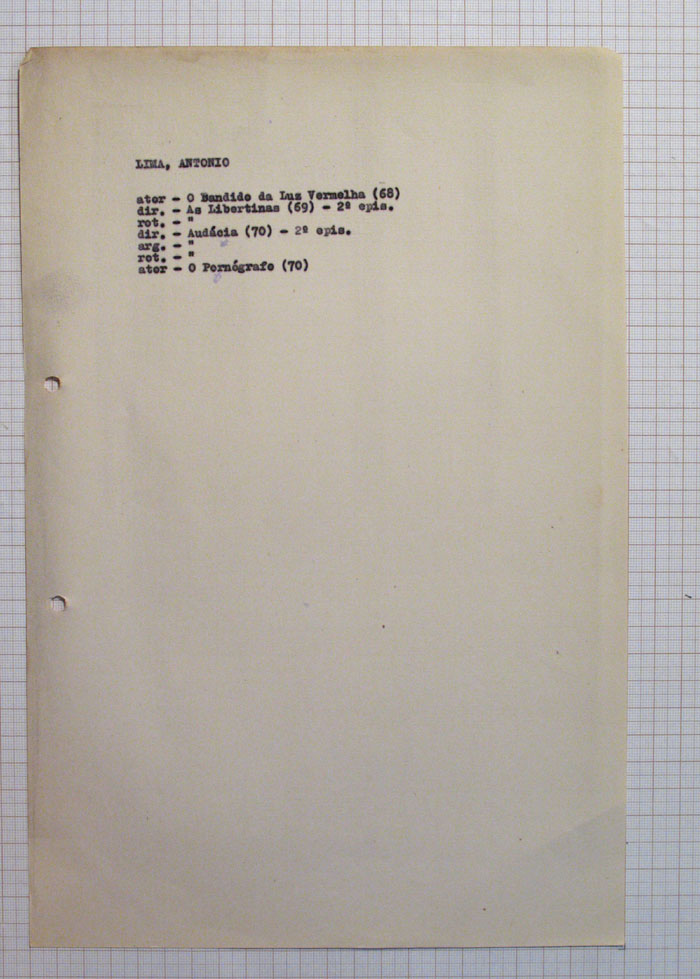 LIMA, ANTONIO
ator - O Bandido da Luz Vermelha (68)
dir. - As Libertinas (69) - 2º epis.
rot. - "
dir. - Audácia (70) - 2º epis.
arg. - "
rot. - "
ator - O Pornógrafo (70)